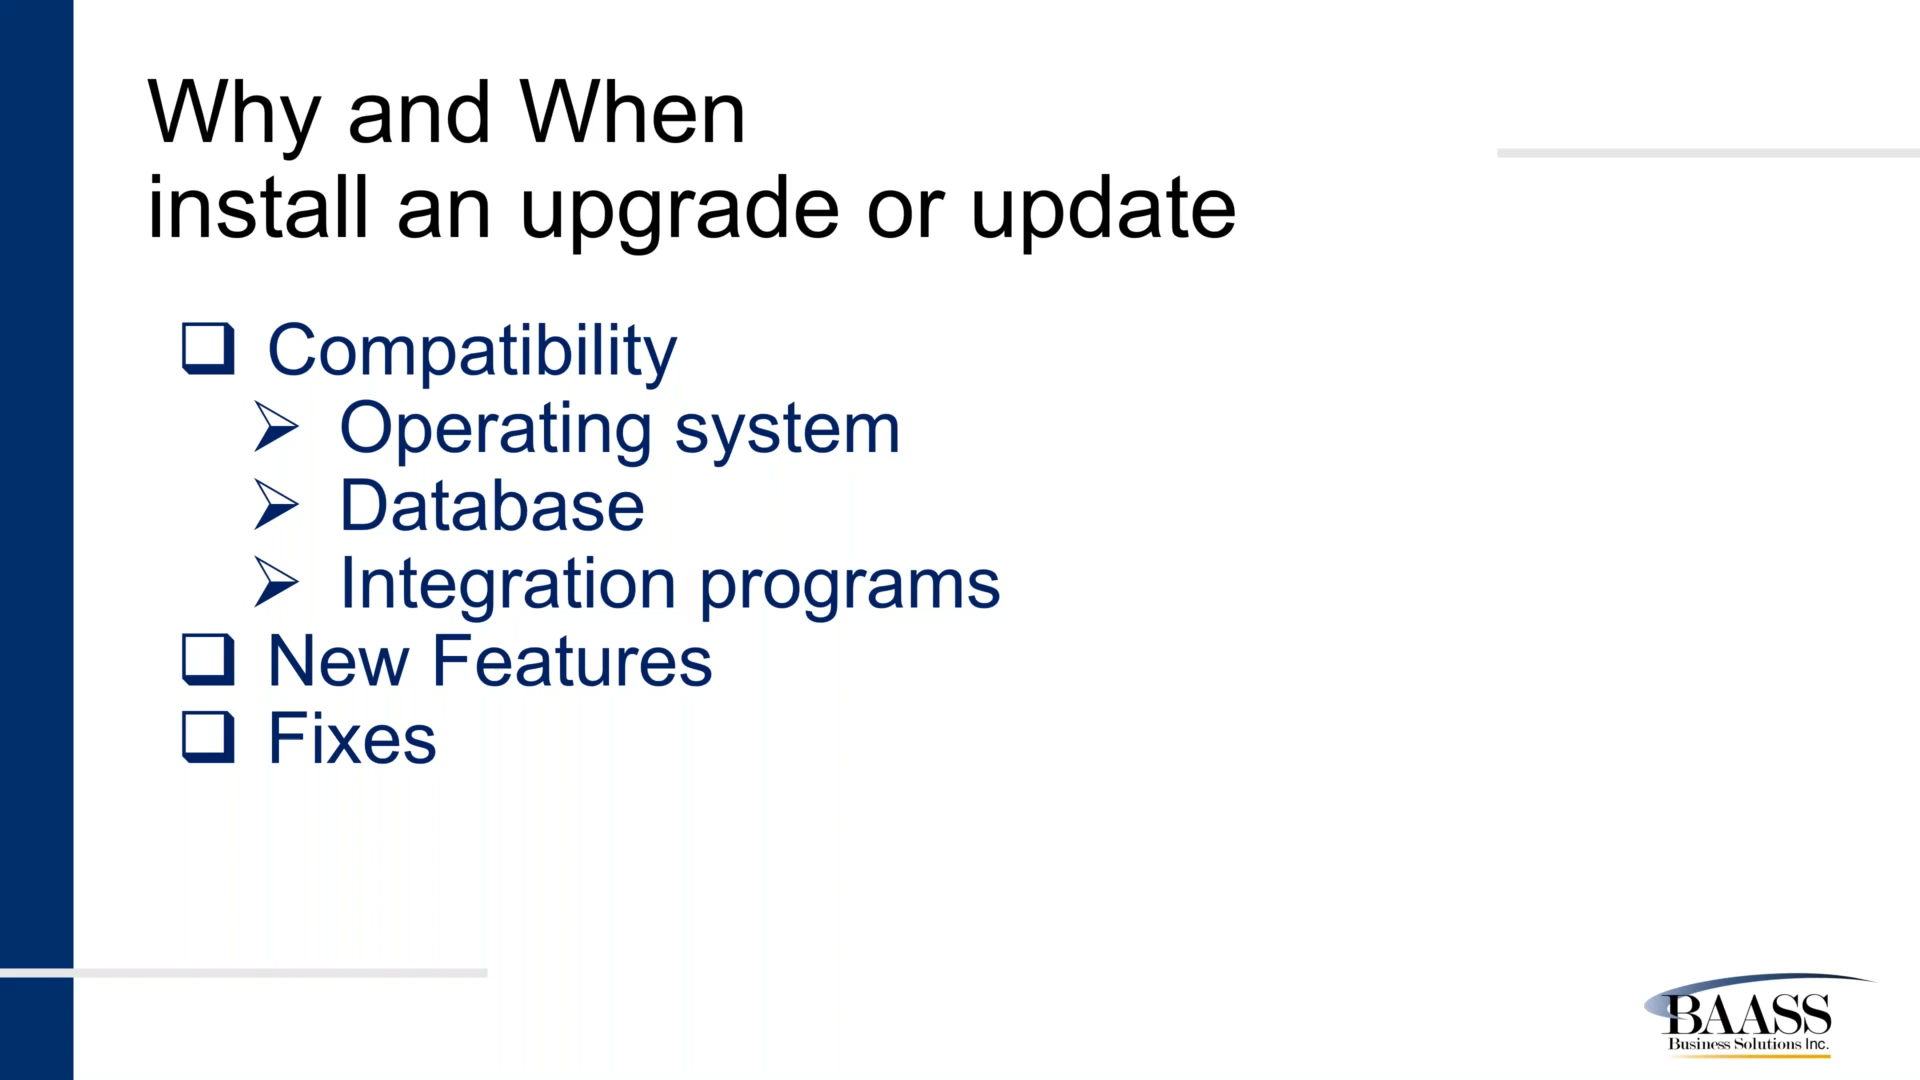 Why and When
install an upgrade or update
Compatibility
Operating system
Database
Integration programs
New Features
Fixes
BAASS
Business Solutions Inc.